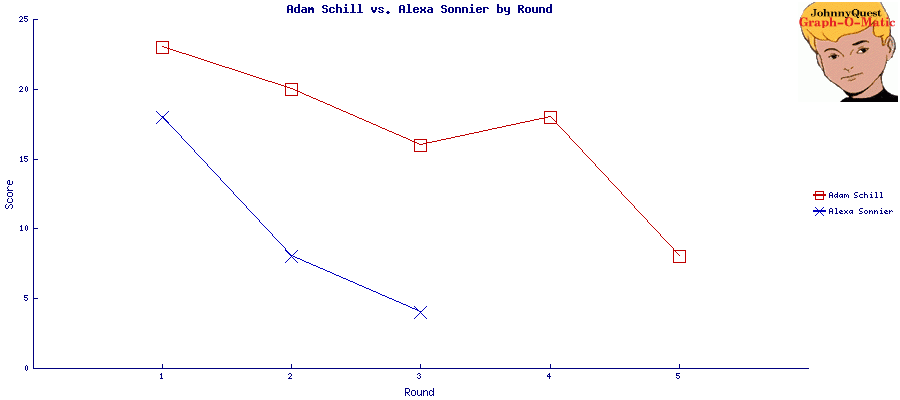 Adam Schill vs. Alexa Sonnier by Round
JohnnyQuest
Graph-O-Matic
25
20
15
10
5
0
Score
1 2 3 4 5
Round
Adam Schill
Alexa Sonnier